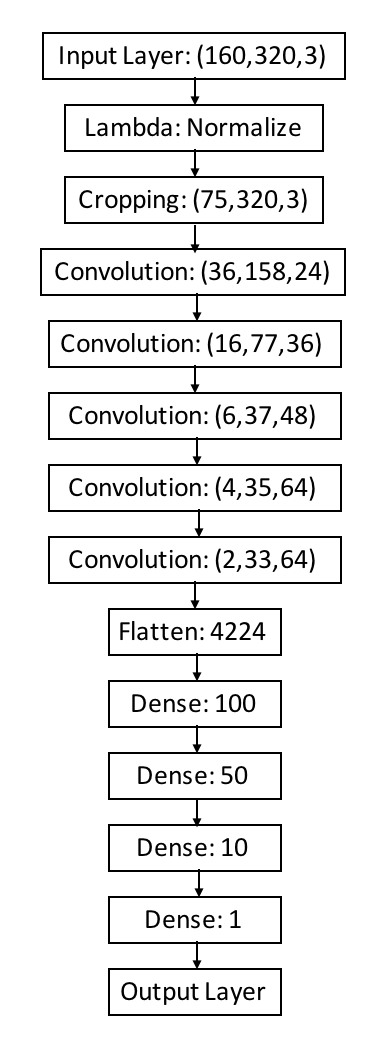 Input Layer: (160,320,3)
Lambda: Normalize
Cropping: (75,320,3)
Convolution: (36,158,24)
Convolution: (16,77,36)
Convolution: (6,37,48)
Convolution: (4,35,64)
Convolution: (2,33,64)
Flatten: 4224
Dense: 100
Dense: 50
Dense: 10
Dense: 1
Output Layer